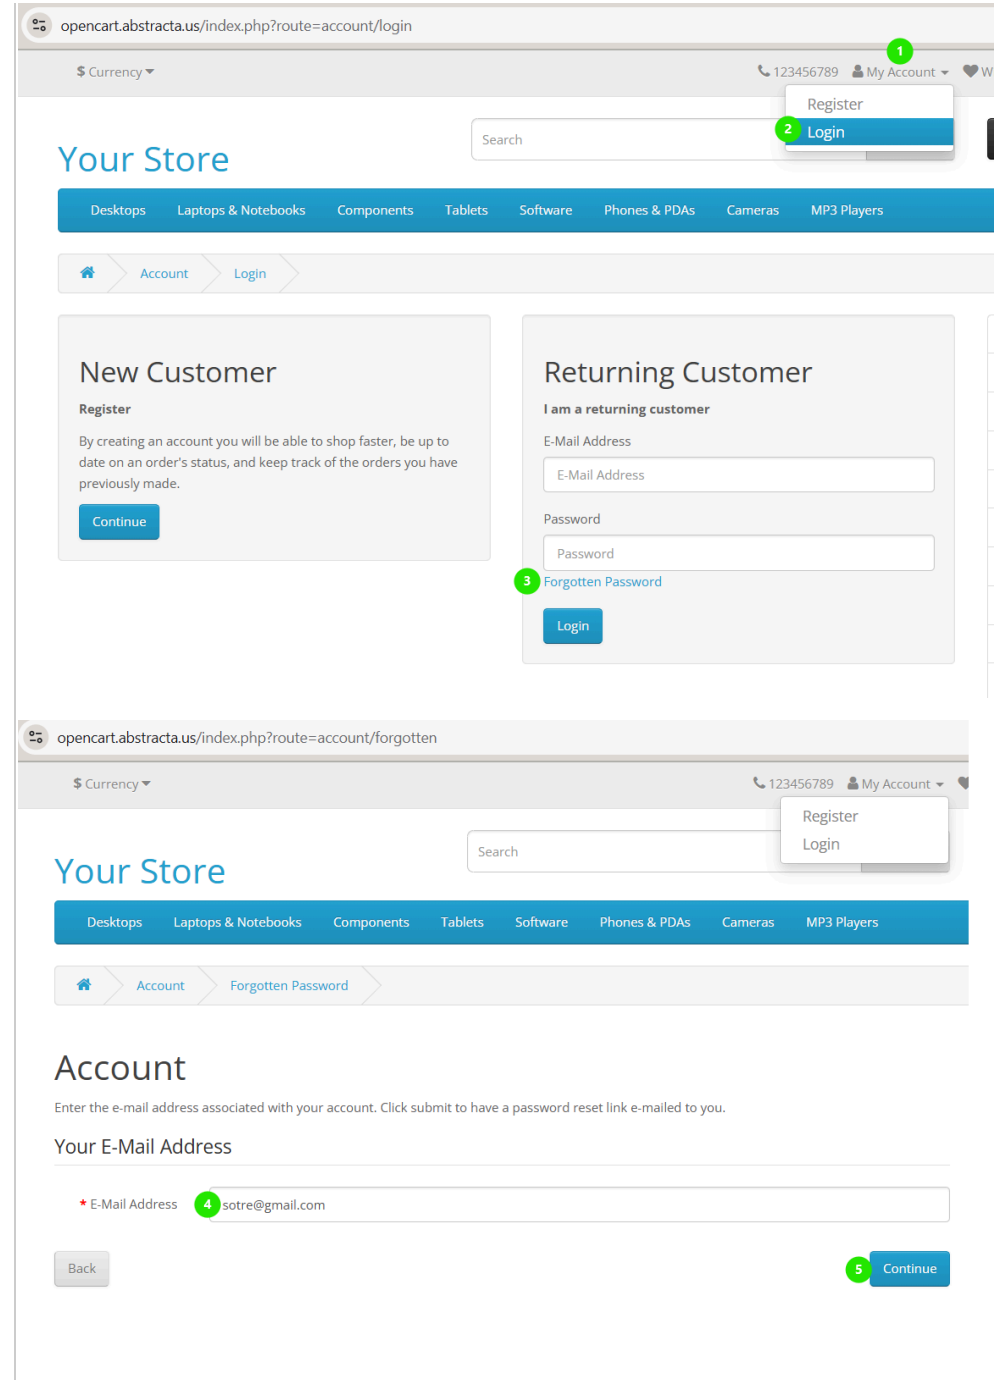 opencart.abstracta.us/index.php?route=account/login
1
$ Currency 123456789 My Account W
Register
2 Login
Search
Your Store
Desktops Laptops & Notebooks Components Tablets Software Phones & PDAs Cameras MP3 Players
Account Login
New Customer
Register
By creating an account you will be able to shop faster, be up to
date on an order's status, and keep track of the orders you have
previously made.
Continue
Returning Customer
I am a returning customer
E-Mail Address
E-Mail Address
Password
Password
3 Forgotten Password
Login
opencart.abstracta.us/index.php?route=account/forgotten
$ Currency 123456789 My Account
Register
Login
Search
Your Store
Desktops Laptops & Notebooks Components Tablets Software Phones & PDAs Cameras MP3 Players
Account Forgotten Password
Account
Enter the e-mail address associated with your account. Click submit to have a password reset link e-mailed to you.
Your E-Mail Address
* E-Mail Address 4 sotre@gmail.com
Back 5 Continue